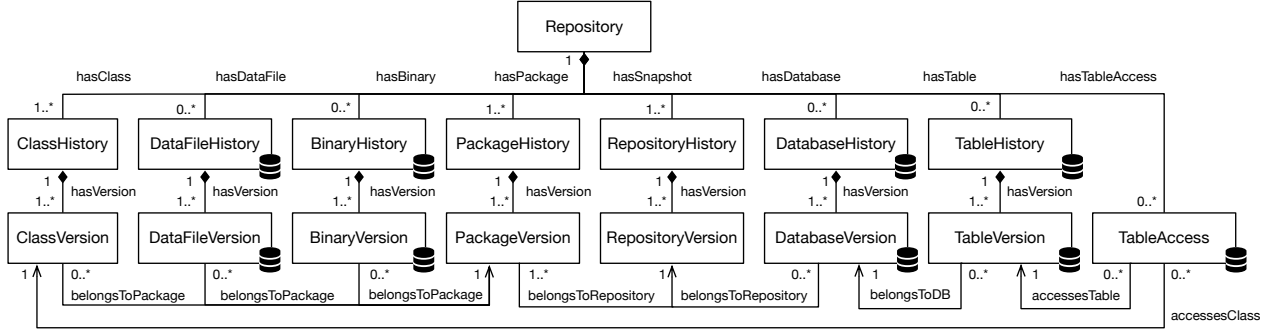 Repository
1
hasClass hasDataFile hasBinary hasPackage hasSnapshot hasDatabase hasTable hasTableAccess
1..* 0..* 0..* 1..* 1..* 0..* 0..*
ClassHistory DataFileHistory BinaryHistory PackageHistory RepositoryHistory DatabaseHistory TableHistory
1 hasVersion 1 hasVersion 1 hasVersion 1 hasVersion 1 hasVersion 1 hasVersion 1 hasVersion
1..* 1..* 1..* 1..* 1..* 1..* 1..* 0..*
ClassVersion DataFileVersion BinaryVersion PackageVersion RepositoryVersion DatabaseVersion TableVersion TableAccess
1 0..* 0..* 0..* 1 1..* 1 0..* 1 0..* 1 0..* 0..*
belongsToPackage belongsToPackage belongsToPackage belongsToRepository belongsToRepository belongsToDB accessesTable
accessesClass